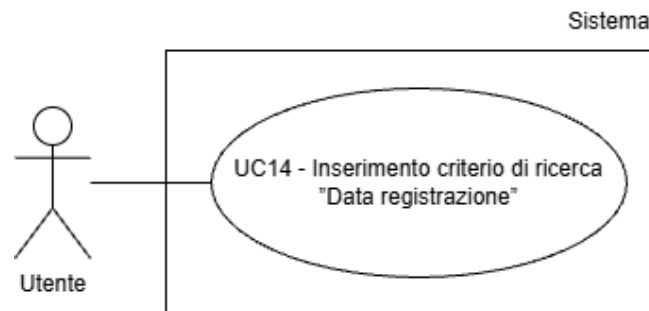 Sistema
UC14 - Inserimento criterio di ricerca
"Data registrazione"
Utente